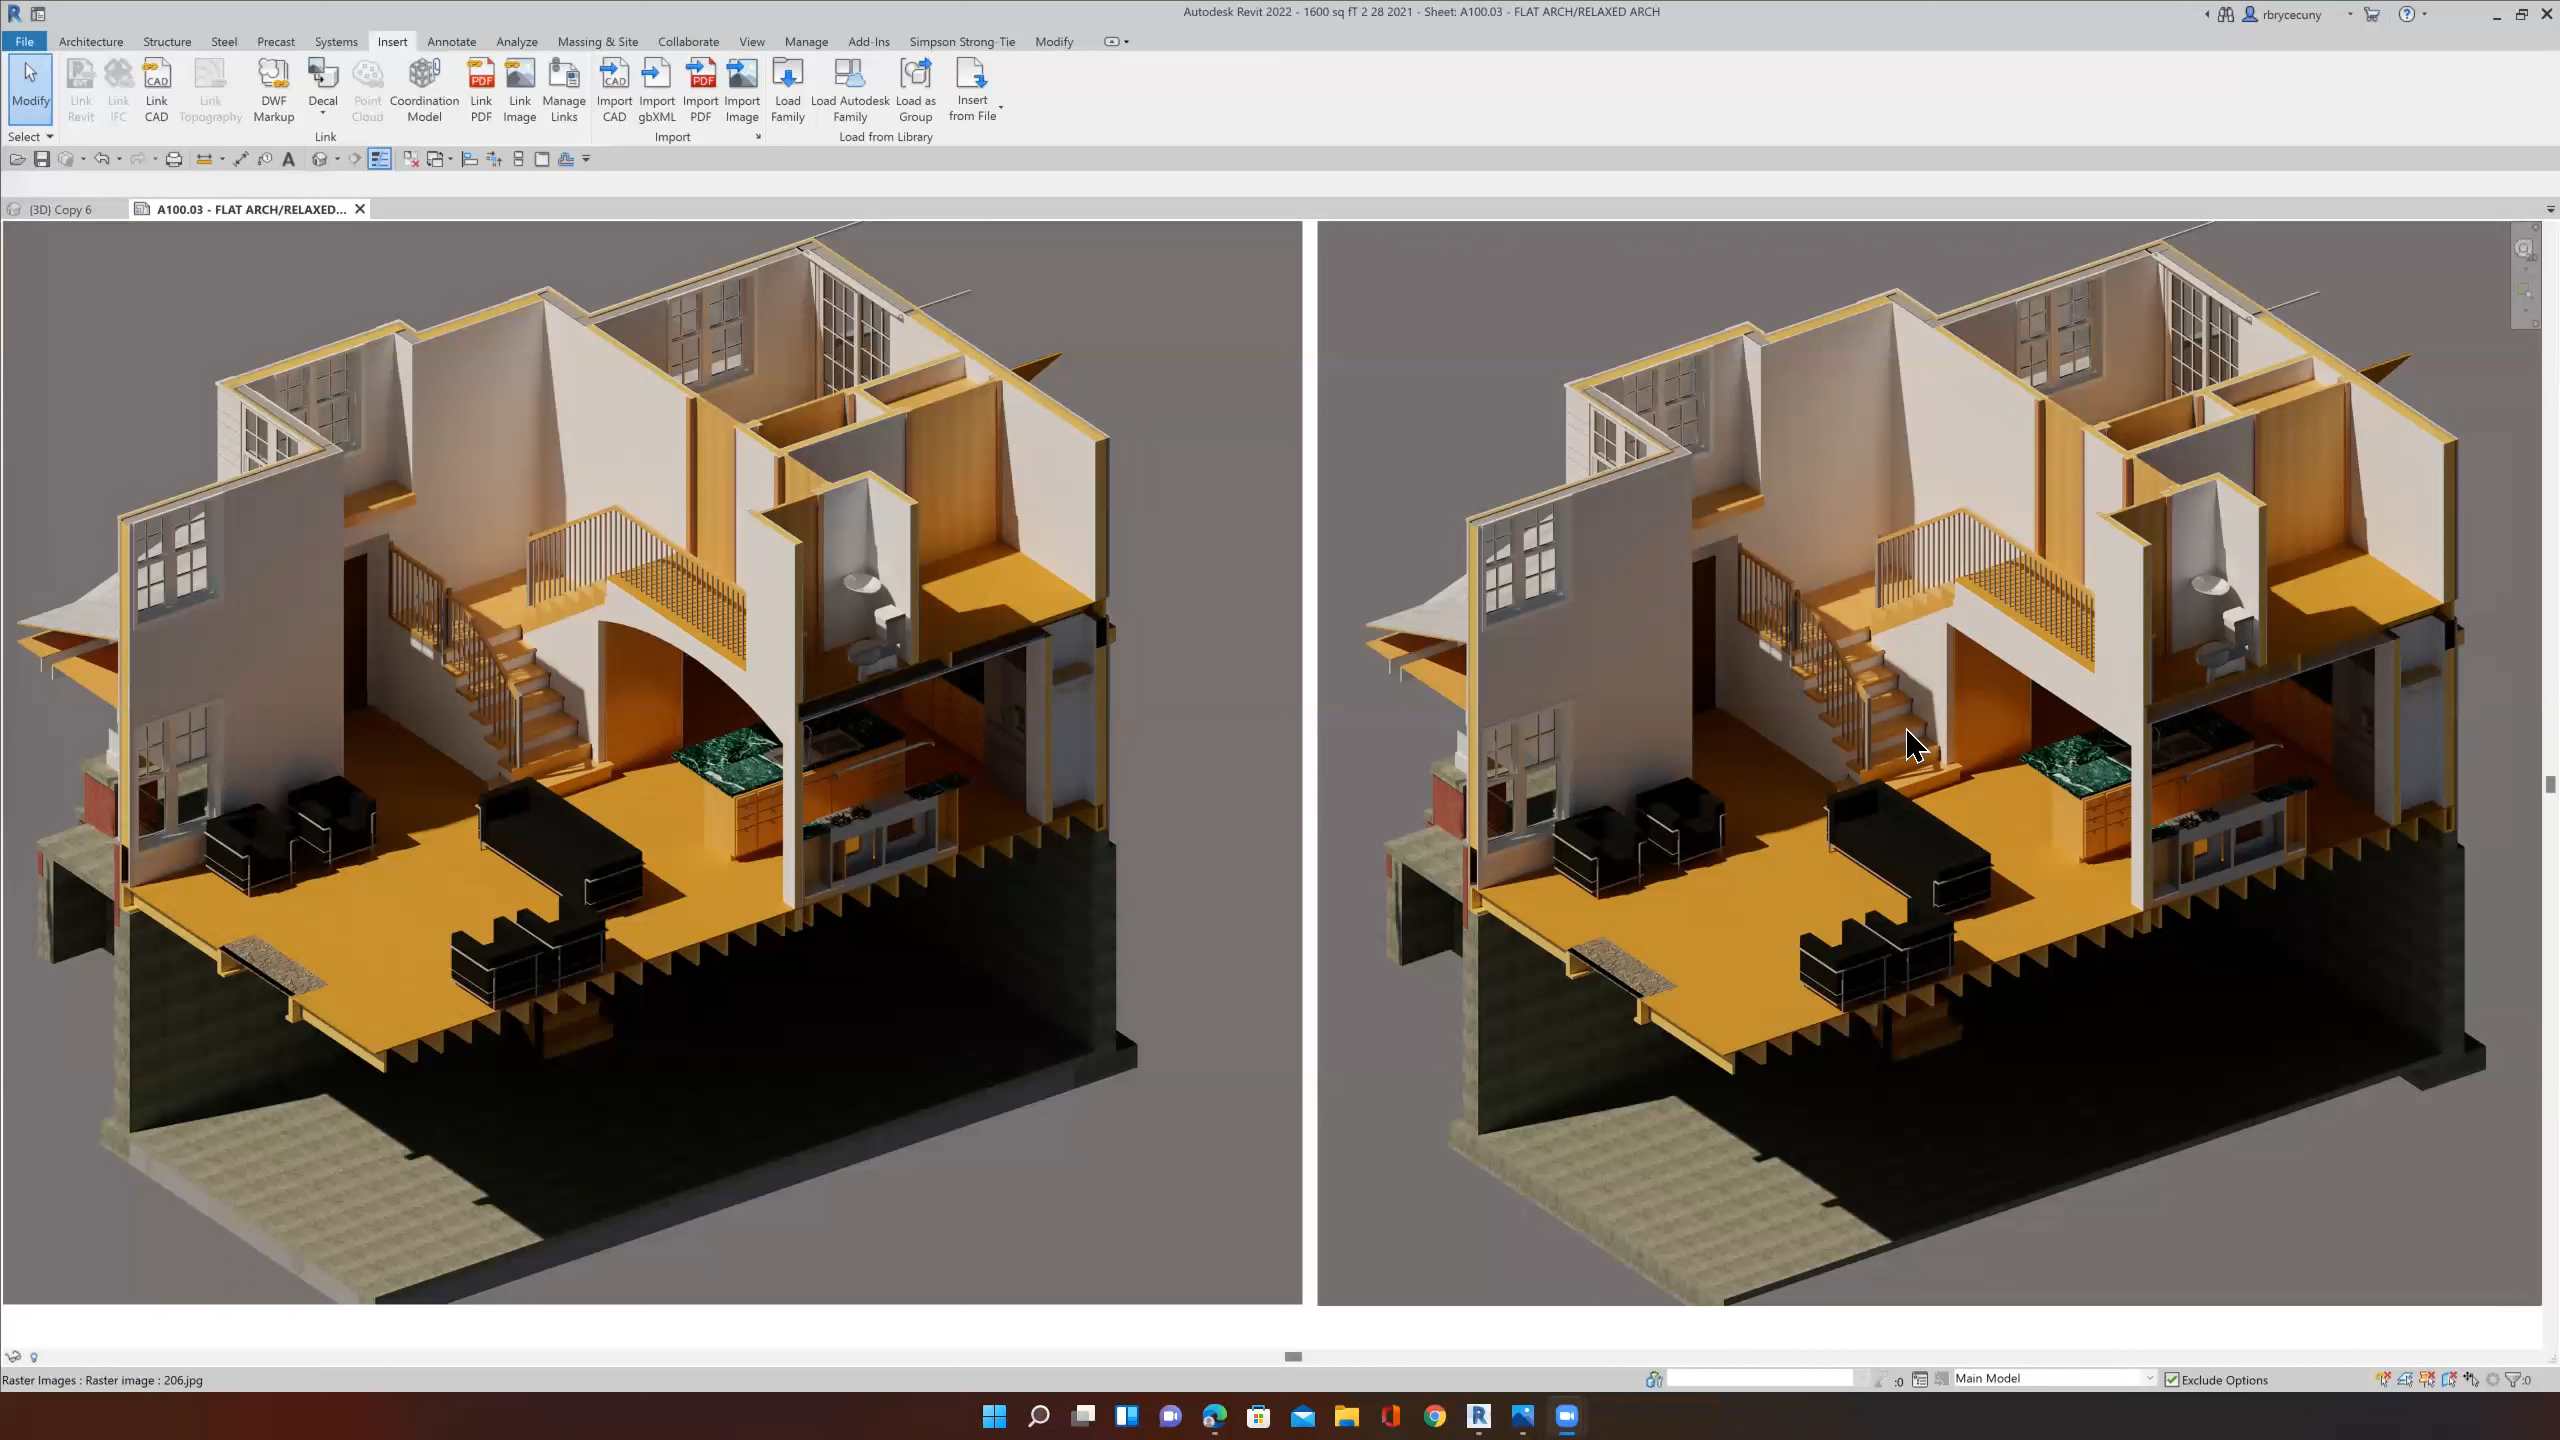 Autodesk Revit 2022 - 1600 sq fT 2 28 2021 - Sheet: A100.03 - FLAT ARCH/RELAXED ARCH
rbrycecuny
File Architecture Structure Steel Precast Systems Insert Annotate Analyze Massing & Site Collaborate View Manage Add-Ins Simpson Strong-Tie Modify
Modify
Link Revit
Link IFC
Link CAD
Link Topography
DWF Markup
Decal
Point Cloud
Coordination Model
Link PDF
Link Image
Manage Links
Import CAD
Import gbXML
Import PDF
Import Image
Load Family
Load Autodesk Family
Load as Group
Insert from File
Select Link Import Load from Library
{3D} Copy 6
A100.03 - FLAT ARCH/RELAXED...
Raster Images : Raster image : 206.jpg
:0
Main Model
Exclude Options
:0